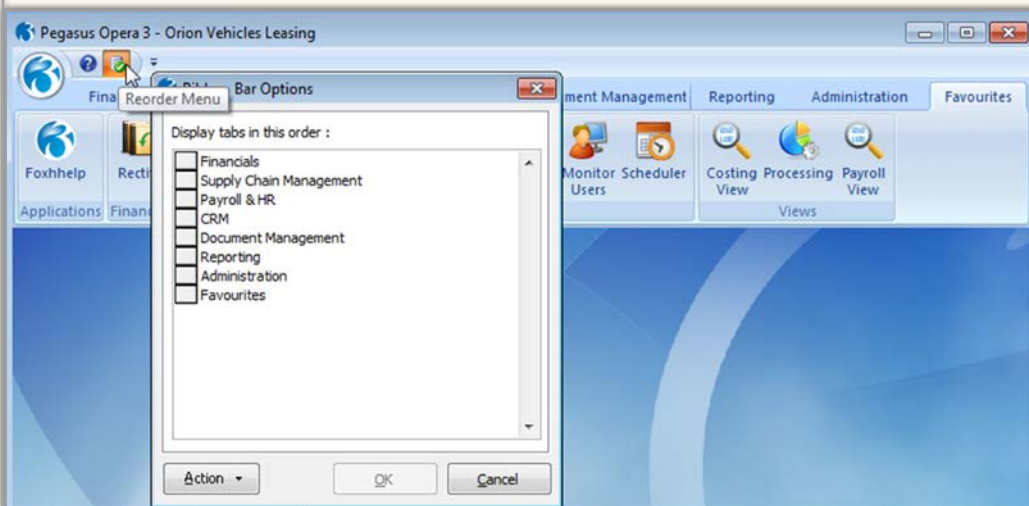 Pegasus Opera 3 - Orion Vehicles Leasing
Bar Options
Fina
Reorder Menu
ment Management
Reporting
Administration
Favourites
Display tabs in this order :
Financials
Supply Chain Management
Payroll & HR
CRM
Document Management
Reporting
Administration
Favourites
Action
OK
Cancel
Foxhhelp
Applications
Recti
Finan
Monitor Users
Scheduler
Costing View
Processing
Payroll View
Views